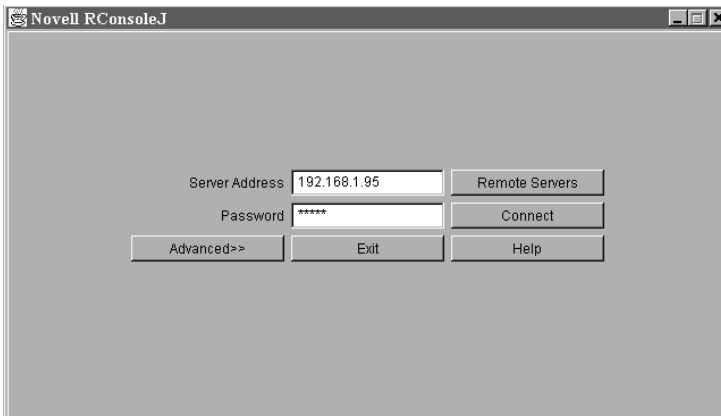 Novell RConsoleJ
Server Address 192.168.1.95 Remote Servers
Password ***** Connect
Advanced>> Exit Help